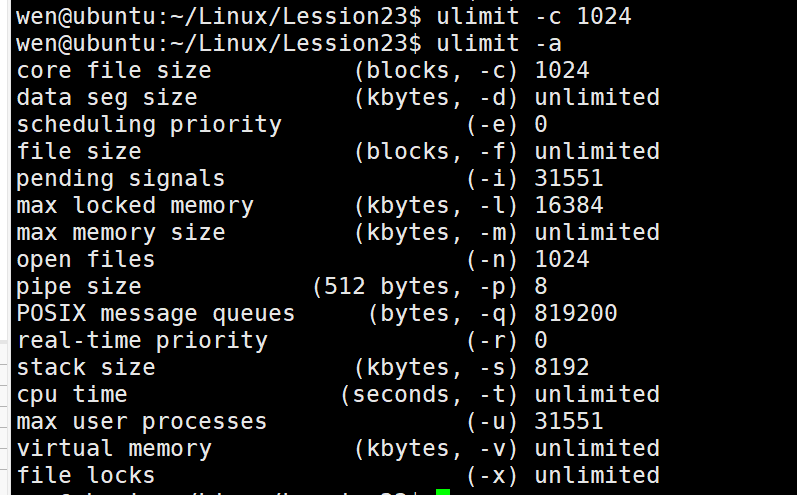 wen@ubuntu:~/Linux/Lession23$ ulimit -c 1024
wen@ubuntu:~/Linux/Lession23$ ulimit -a
core file size          (blocks, -c) 1024
data seg size           (kbytes, -d) unlimited
scheduling priority             (-e) 0
file size               (blocks, -f) unlimited
pending signals                 (-i) 31551
max locked memory       (kbytes, -l) 16384
max memory size         (kbytes, -m) unlimited
open files                      (-n) 1024
pipe size            (512 bytes, -p) 8
POSIX message queues     (bytes, -q) 819200
real-time priority              (-r) 0
stack size              (kbytes, -s) 8192
cpu time               (seconds, -t) unlimited
max user processes              (-u) 31551
virtual memory          (kbytes, -v) unlimited
file locks                      (-x) unlimited
wen@ubuntu:~/Linux/Lession23$